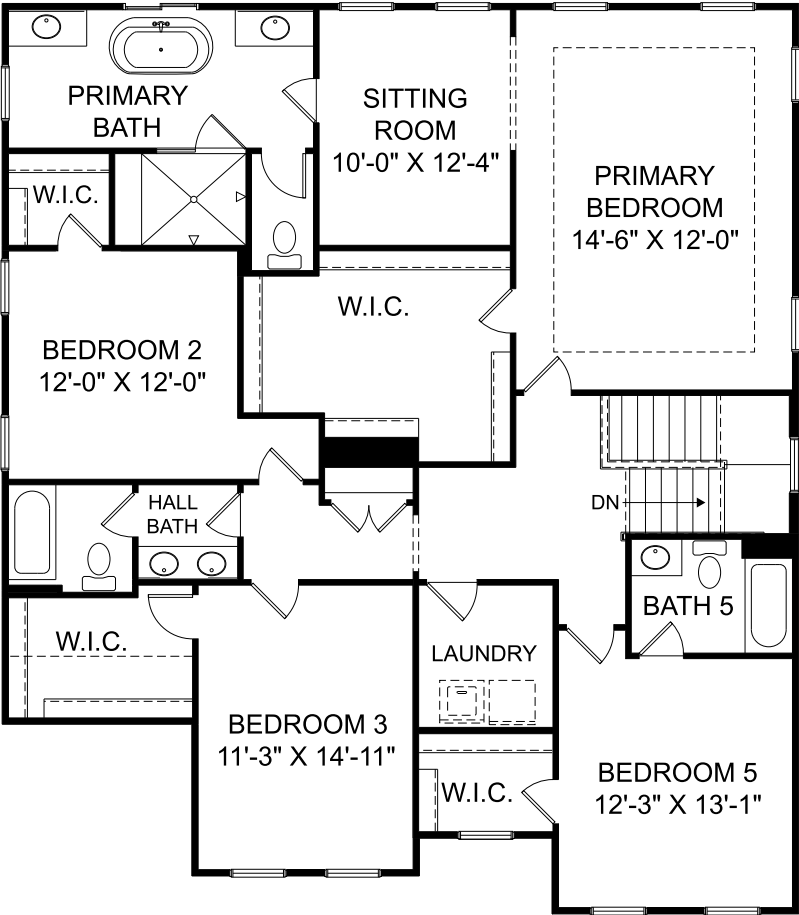 PRIMARY
BATH
SITTING
ROOM
10'-0" X 12'-4"
PRIMARY
BEDROOM
14'-6" X 12'-0"
W.I.C.
W.I.C.
BEDROOM 2
12'-0" X 12'-0"
HALL
BATH
DN
BATH 5
W.I.C.
LAUNDRY
BEDROOM 3
11'-3" X 14'-11"
W.I.C.
BEDROOM 5
12'-3" X 13'-1"